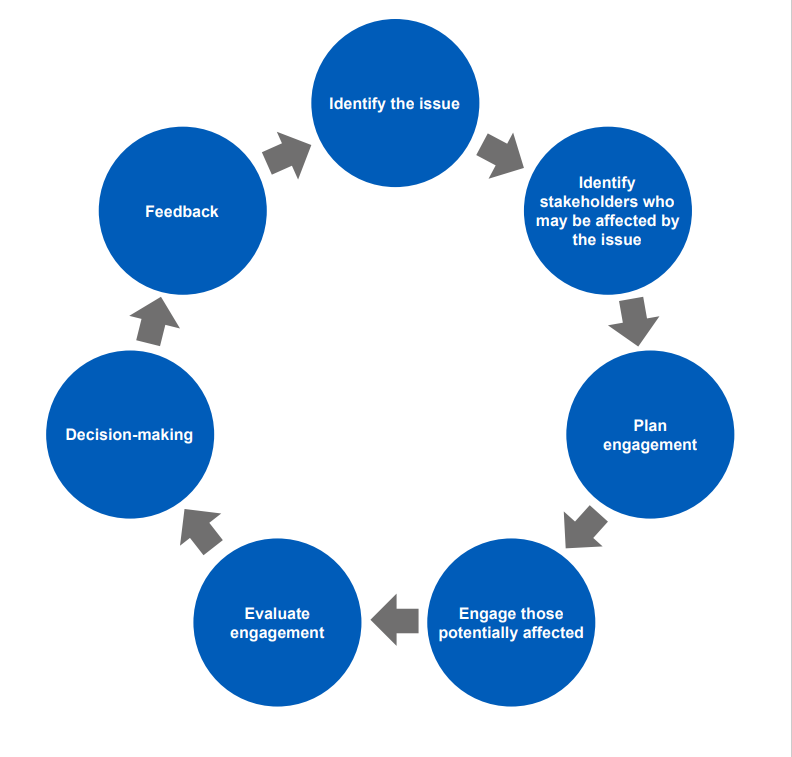 Identify the issue
Identify
stakeholders who
may be affected by
the issue
Plan
engagement
Engage those
potentially affected
Evaluate
engagement
Decision-making
Feedback